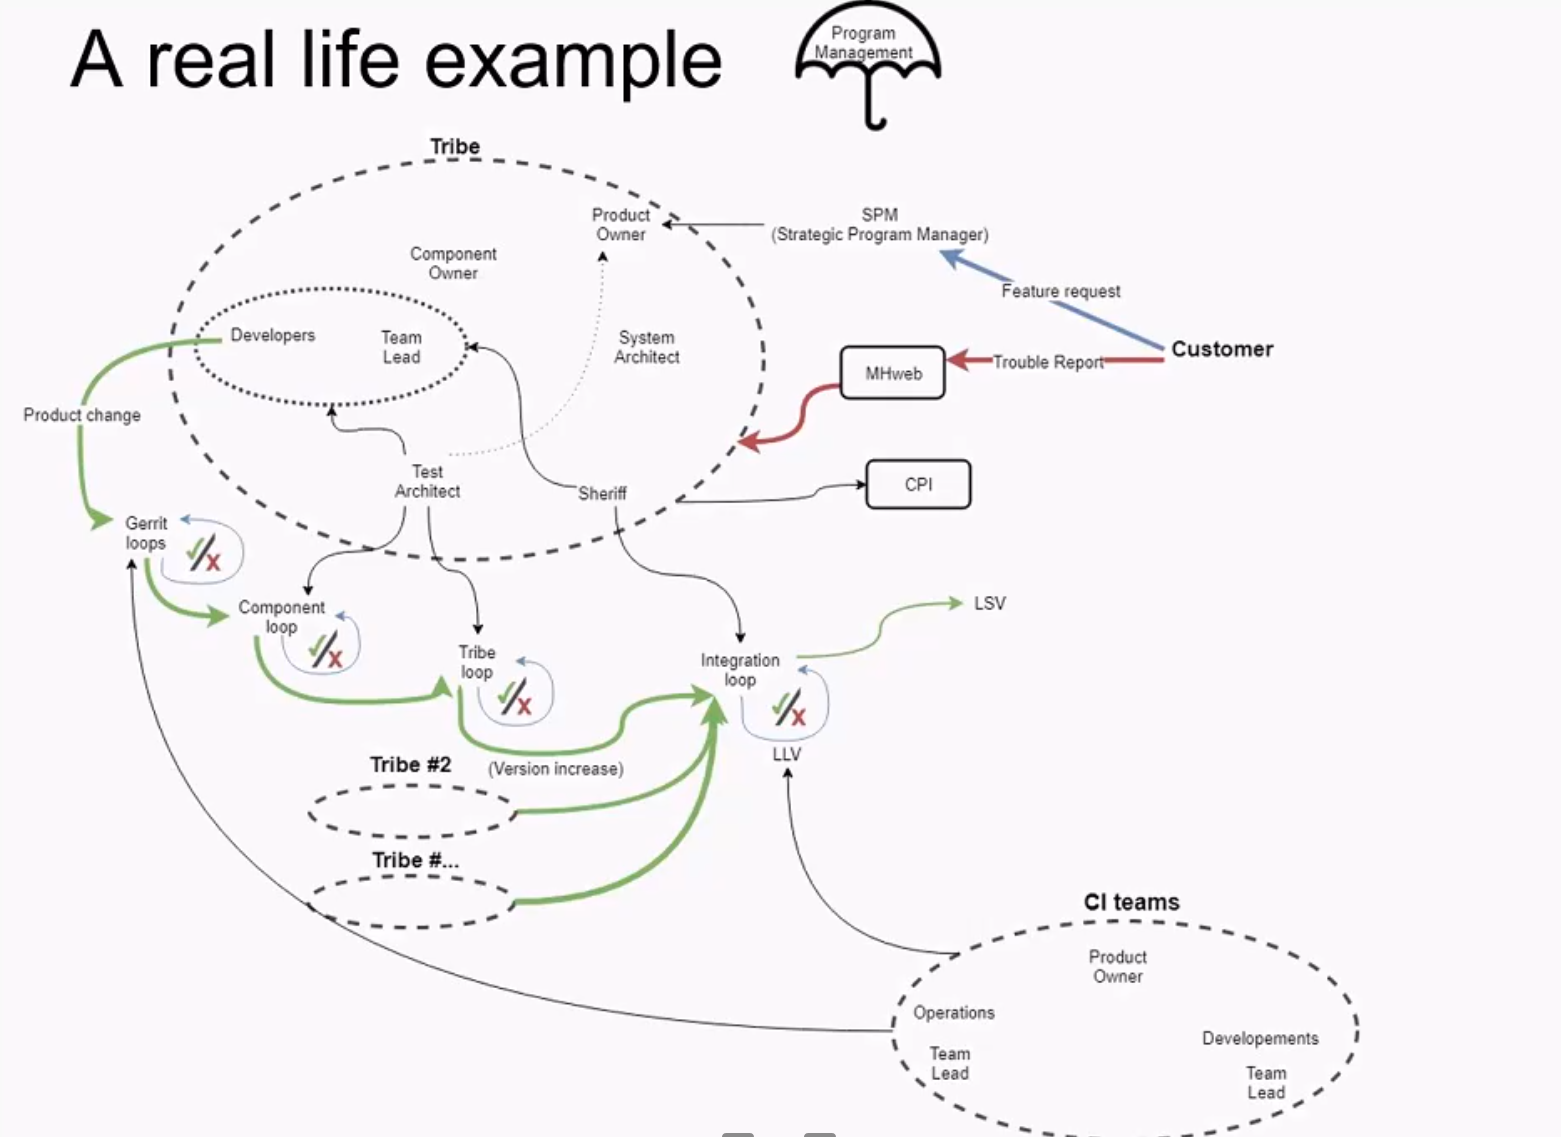 A real life example
Program
Management
Tribe
Product
Owner
SPM
(Strategic Program Manager)
Component
Owner
Feature request
Developers
Team
Lead
System
Architect
Customer
Trouble Report
MHweb
Product change
Test
Architect
Sheriff
CPI
Gerrit
loops
Component
loop
LSV
Tribe
loop
Integration
loop
LLV
Tribe #2
(Version increase)
Tribe #...
CI teams
Product
Owner
Operations
Team
Lead
Developements
Team
Lead